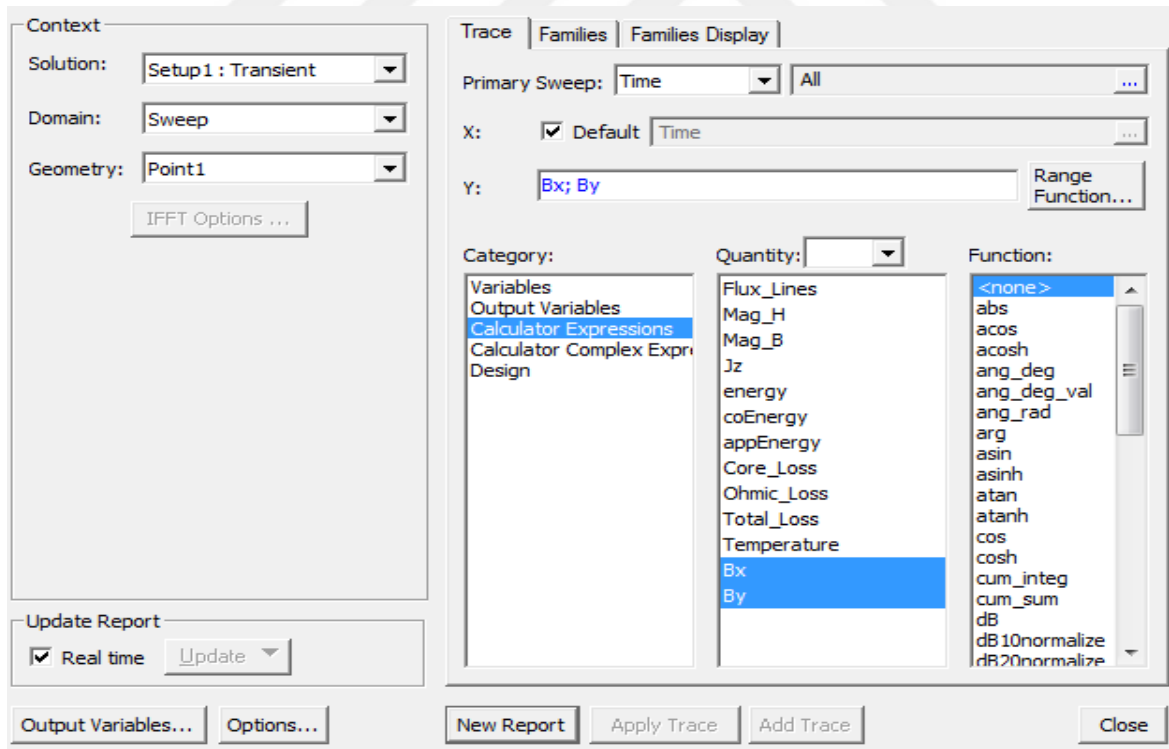 Context
Solution: Setup1 : Transient
Domain: Sweep
Geometry: Point1
IFFT Options ...
Update Report
Real time Update
Output Variables... Options...
Trace Families Families Display
Primary Sweep: Time All ...
X: Default Time ...
Y: Bx; By Range Function...
Category:
Variables
Output Variables
Calculator Expressions
Calculator Complex Expre
Design
Quantity:
Flux_Lines
Mag_H
Mag_B
Jz
energy
coEnergy
appEnergy
Core_Loss
Ohmic_Loss
Total_Loss
Temperature
Bx
By
Function:
<none>
abs
acos
acosh
ang_deg
ang_deg_val
ang_rad
arg
asin
asinh
atan
atanh
cos
cosh
cum_integ
cum_sum
dB
dB10normalize
dB20normalize
New Report Apply Trace Add Trace Close